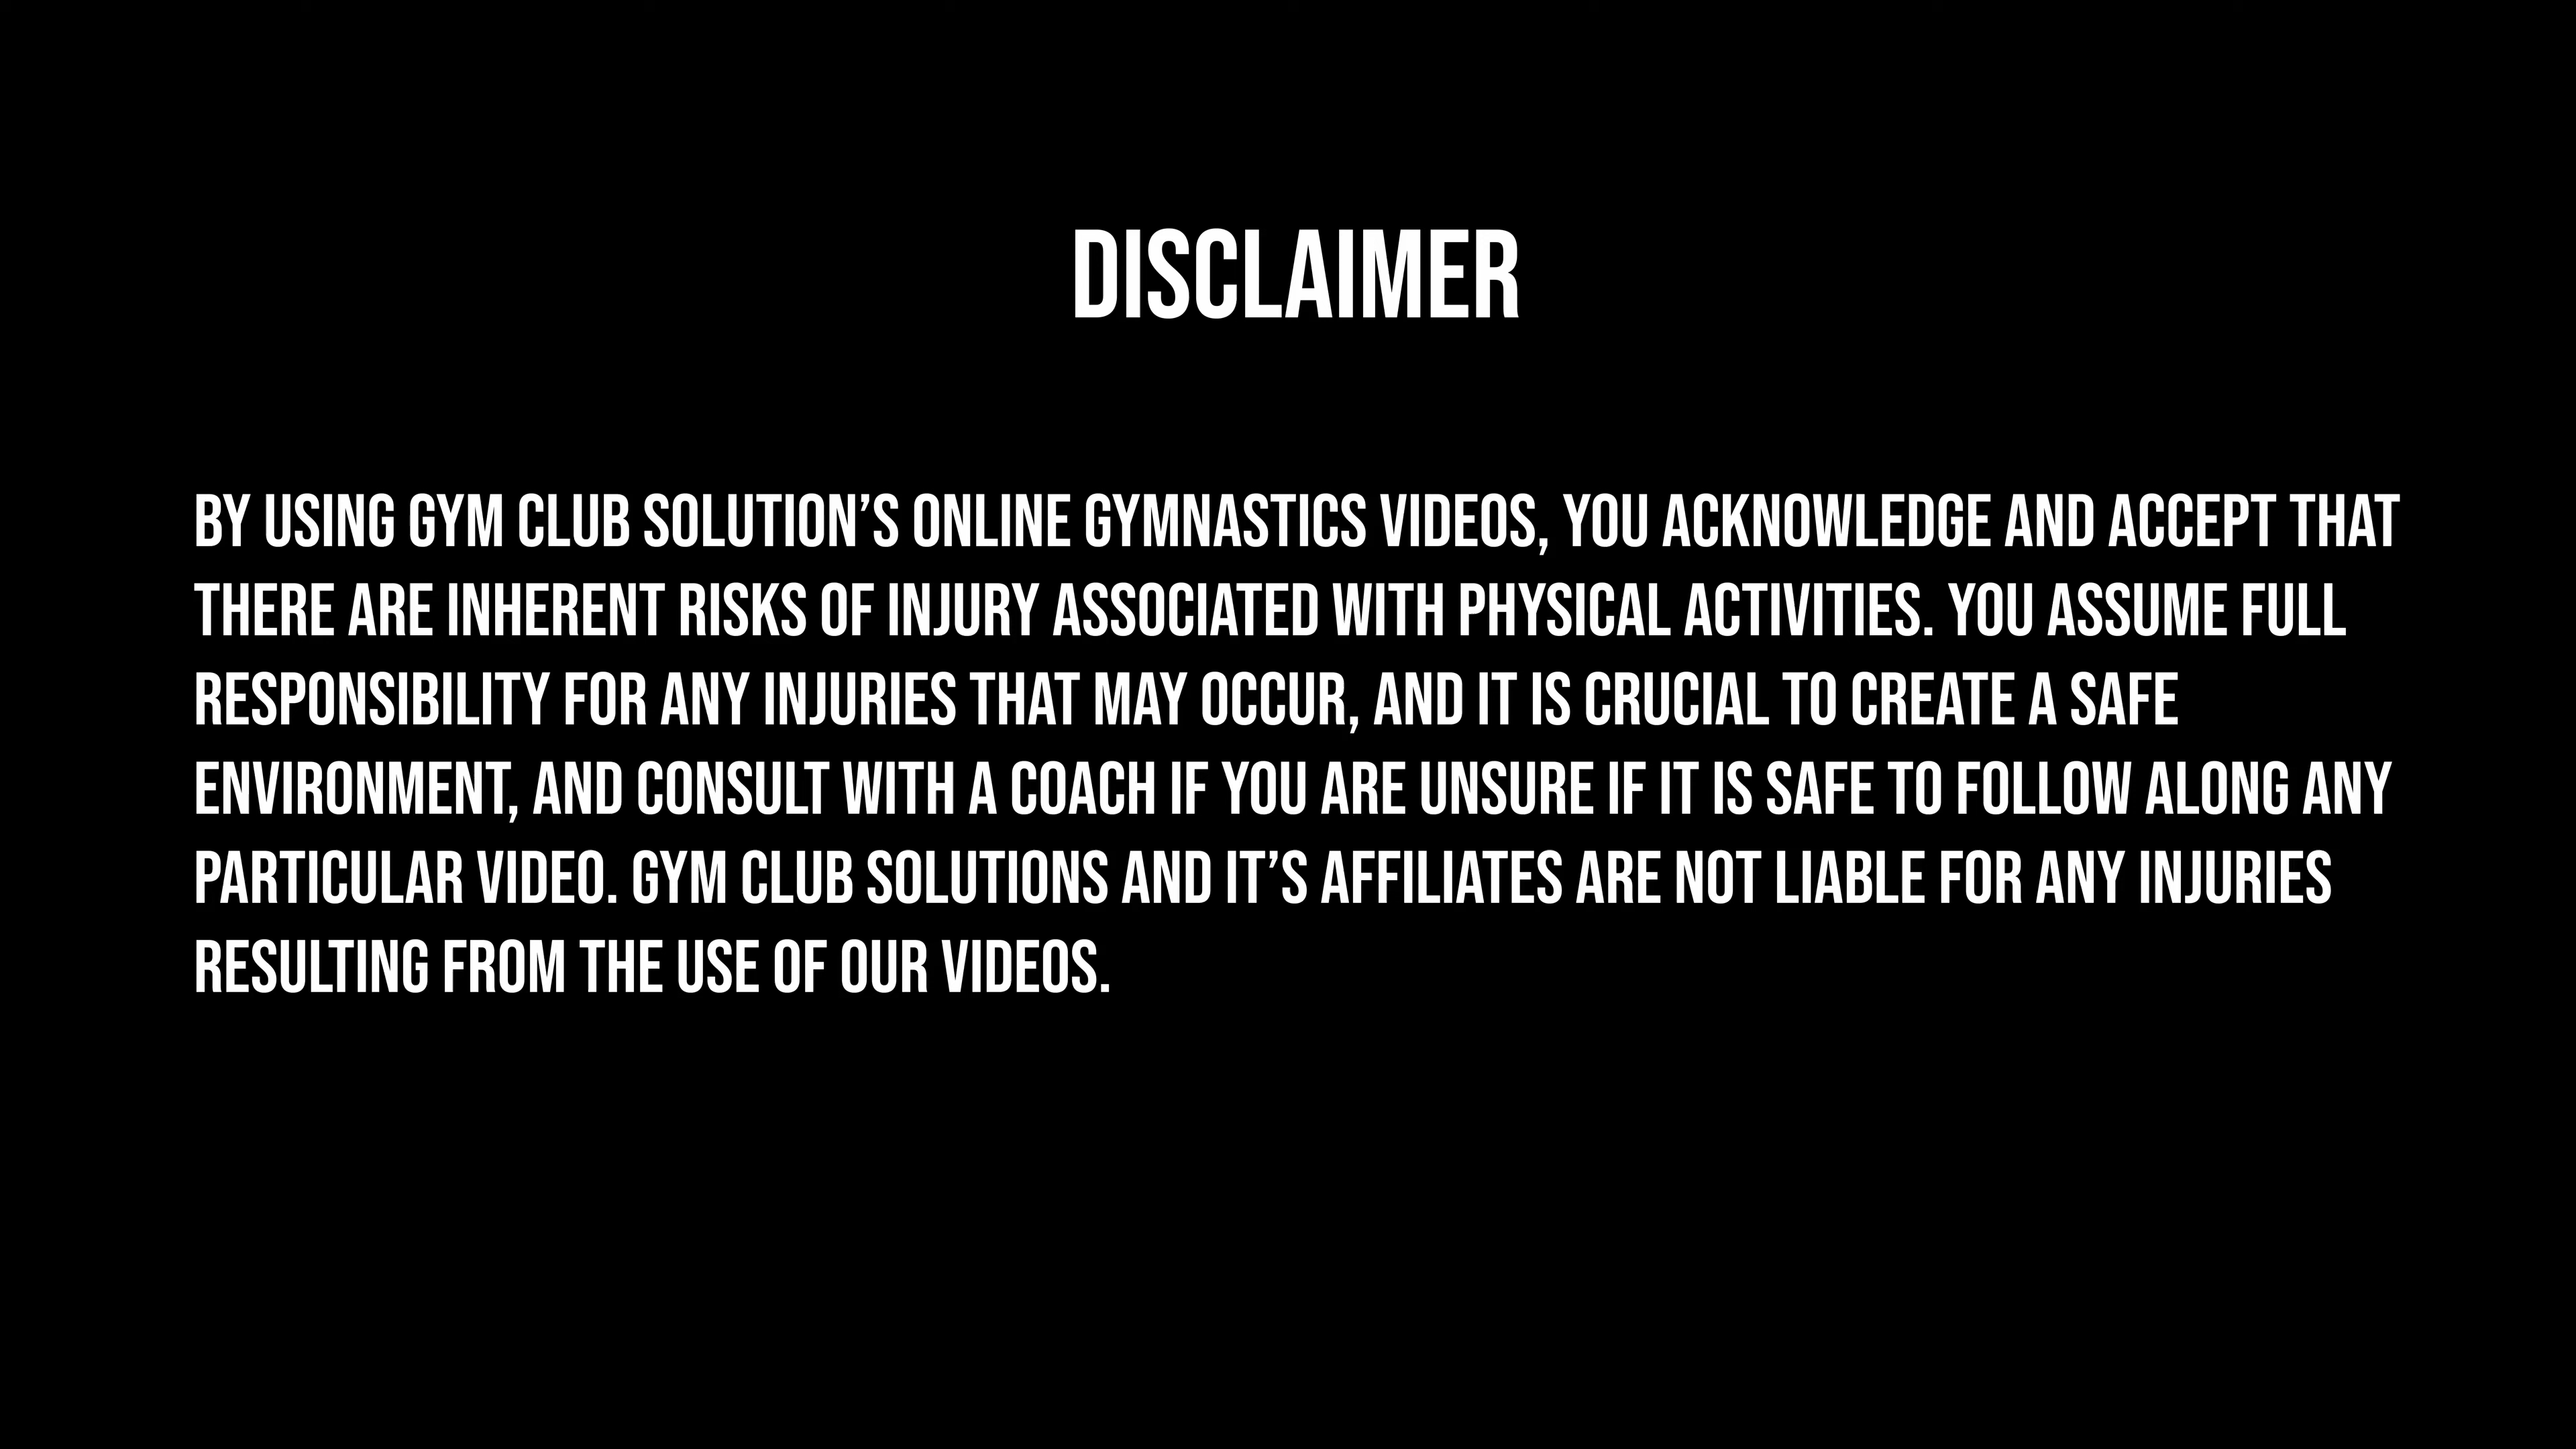 DISCLAIMER
BY USING GYM CLUB SOLUTION’S ONLINE GYMNASTICS VIDEOS, YOU ACKNOWLEDGE AND ACCEPT THAT
THERE ARE INHERENT RISKS OF INJURY ASSOCIATED WITH PHYSICAL ACTIVITIES. YOU ASSUME FULL
RESPONSIBILITY FOR ANY INJURIES THAT MAY OCCUR, AND IT IS CRUCIAL TO CREATE A SAFE
ENVIRONMENT, AND CONSULT WITH A COACH IF YOU ARE UNSURE IF IT IS SAFE TO FOLLOW ALONG ANY
PARTICULAR VIDEO. GYM CLUB SOLUTIONS AND IT’S AFFILIATES ARE NOT LIABLE FOR ANY INJURIES
RESULTING FROM THE USE OF OUR VIDEOS.